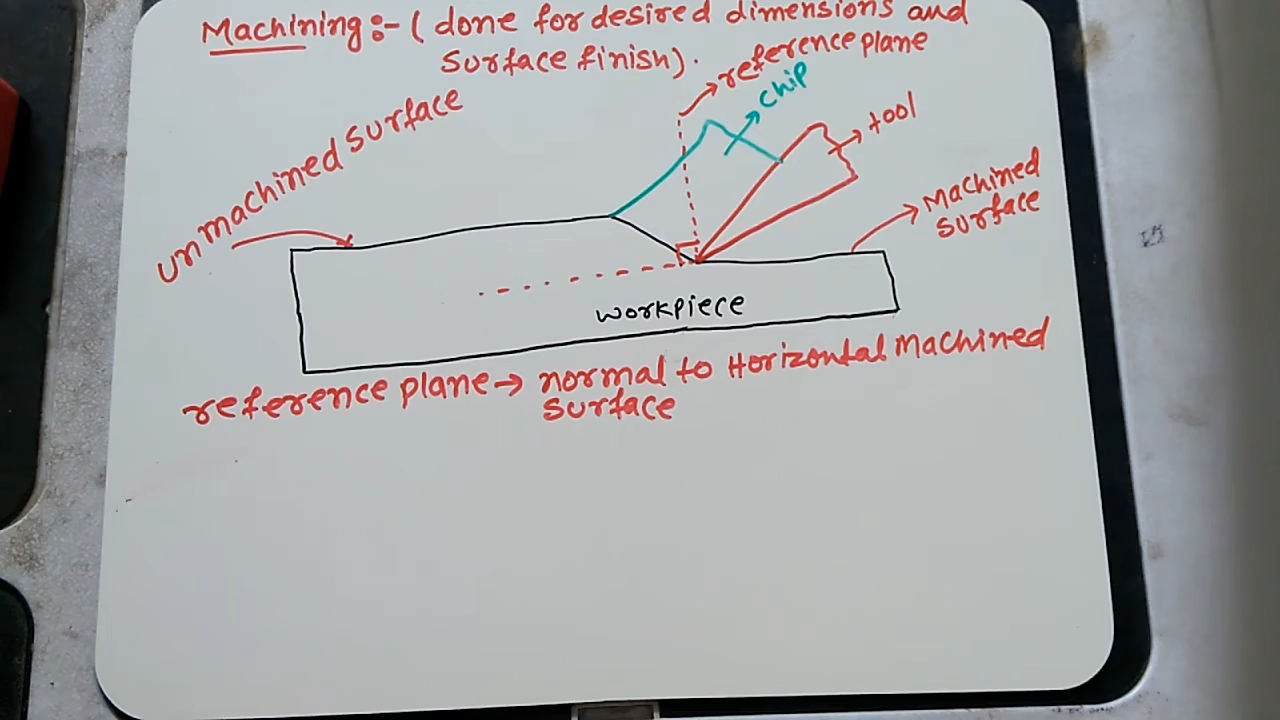 Machining:- ( done for desired dimensions and
surface finish).
reference plane
chip
tool
unmachined surface
Machined
surface
workpiece
reference plane → normal to Horizontal Machined
surface